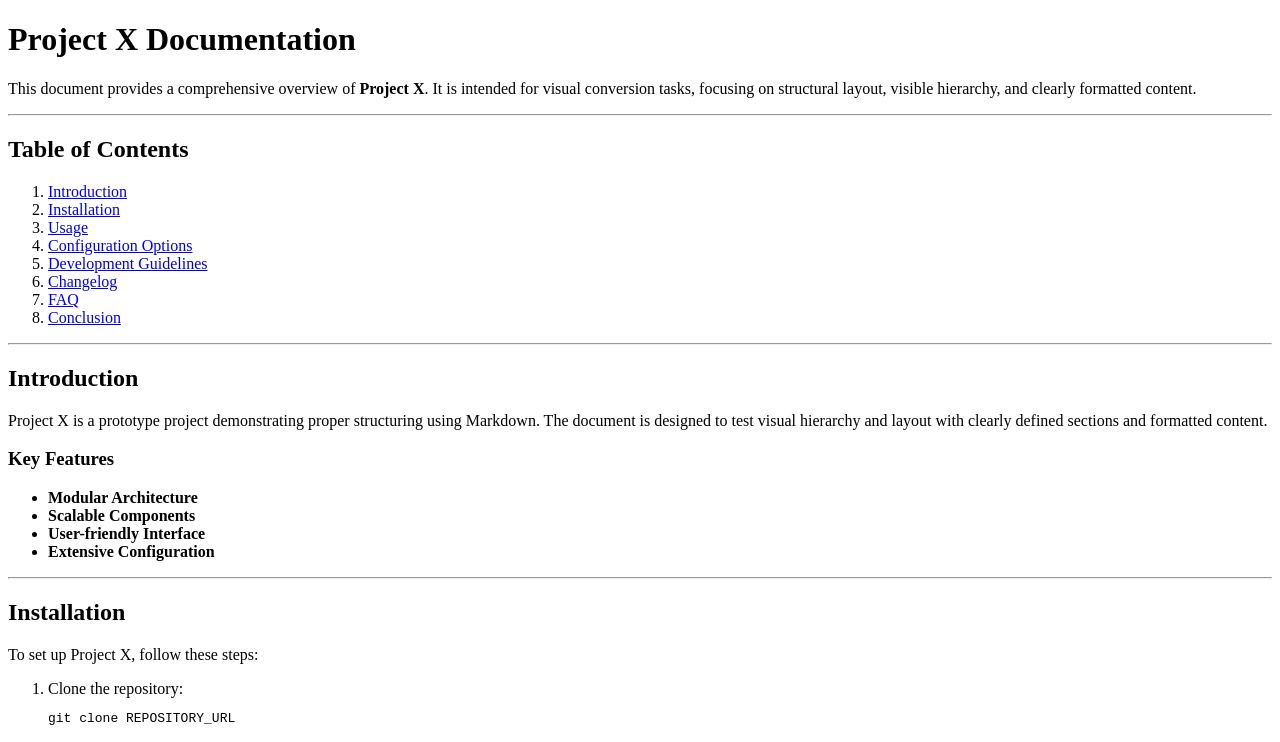 Project X Documentation
This document provides a comprehensive overview of Project X. It is intended for visual conversion tasks, focusing on structural layout, visible hierarchy, and clearly formatted content.
Table of Contents
1. Introduction
2. Installation
3. Usage
4. Configuration Options
5. Development Guidelines
6. Changelog
7. FAQ
8. Conclusion
Introduction
Project X is a prototype project demonstrating proper structuring using Markdown. The document is designed to test visual hierarchy and layout with clearly defined sections and formatted content.
Key Features
• Modular Architecture
• Scalable Components
• User-friendly Interface
• Extensive Configuration
Installation
To set up Project X, follow these steps:
1. Clone the repository:
git clone REPOSITORY_URL